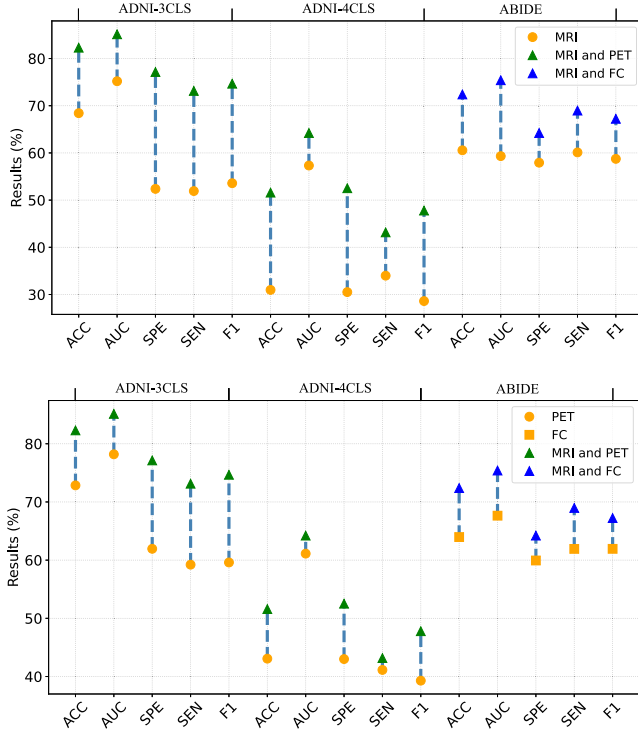 ADNI-3CLS ADNI-4CLS ABIDE
MRI
MRI and PET
MRI and FC
Results (%)
80
70
60
50
40
30
ACC AUC SPE SEN F1 ACC AUC SPE SEN F1 ACC AUC SPE SEN F1
ADNI-3CLS ADNI-4CLS ABIDE
PET
FC
MRI and PET
MRI and FC
Results (%)
80
70
60
50
40
ACC AUC SPE SEN F1 ACC AUC SPE SEN F1 ACC AUC SPE SEN F1